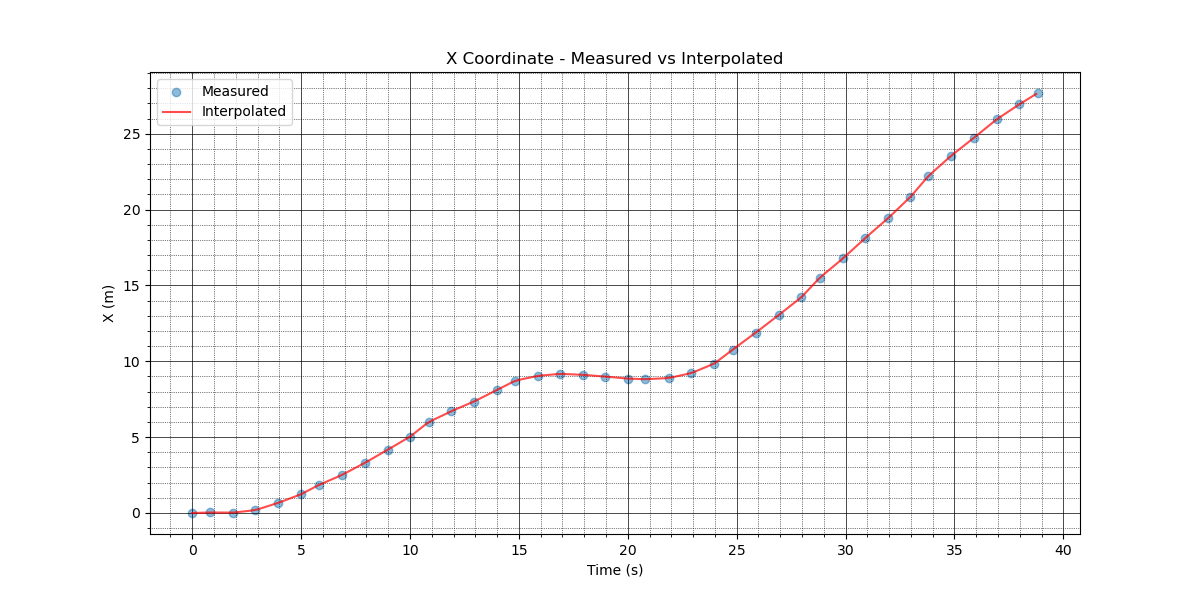 X Coordinate - Measured vs Interpolated
Measured
Interpolated
25
20
15
10
5
0
X (m)
0 5 10 15 20 25 30 35 40
Time (s)